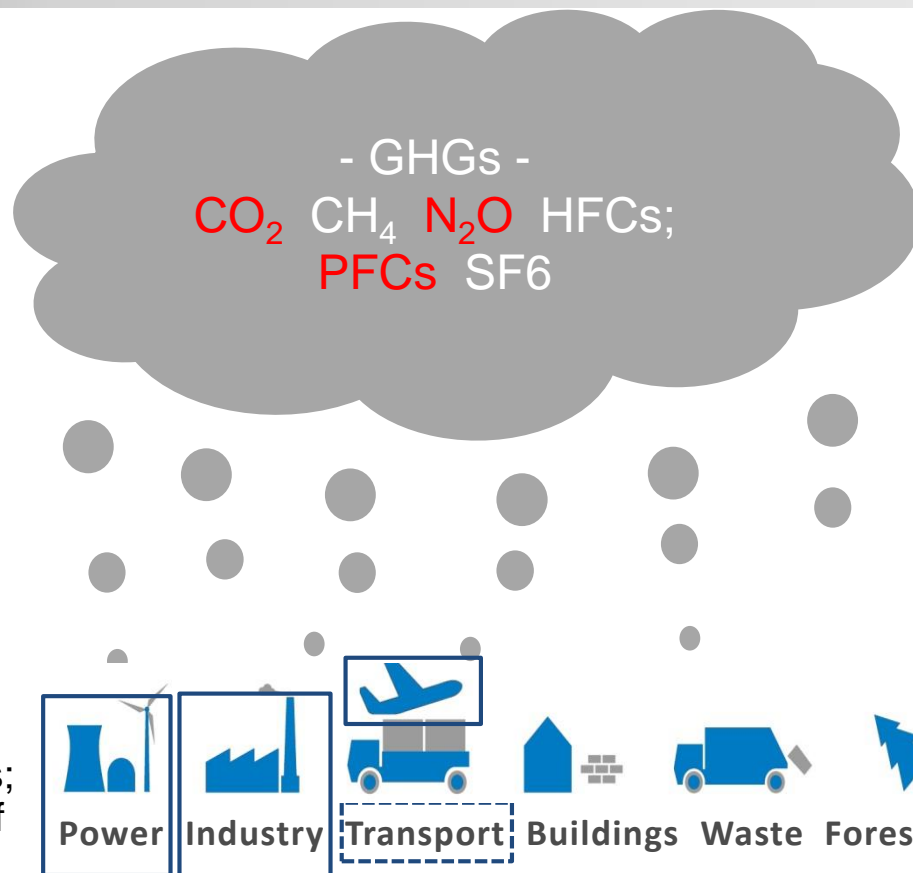 - GHGs -
CO₂ CH₄ N₂O HFCs;
PFCs SF6
Power Industry Transport Buildings Waste